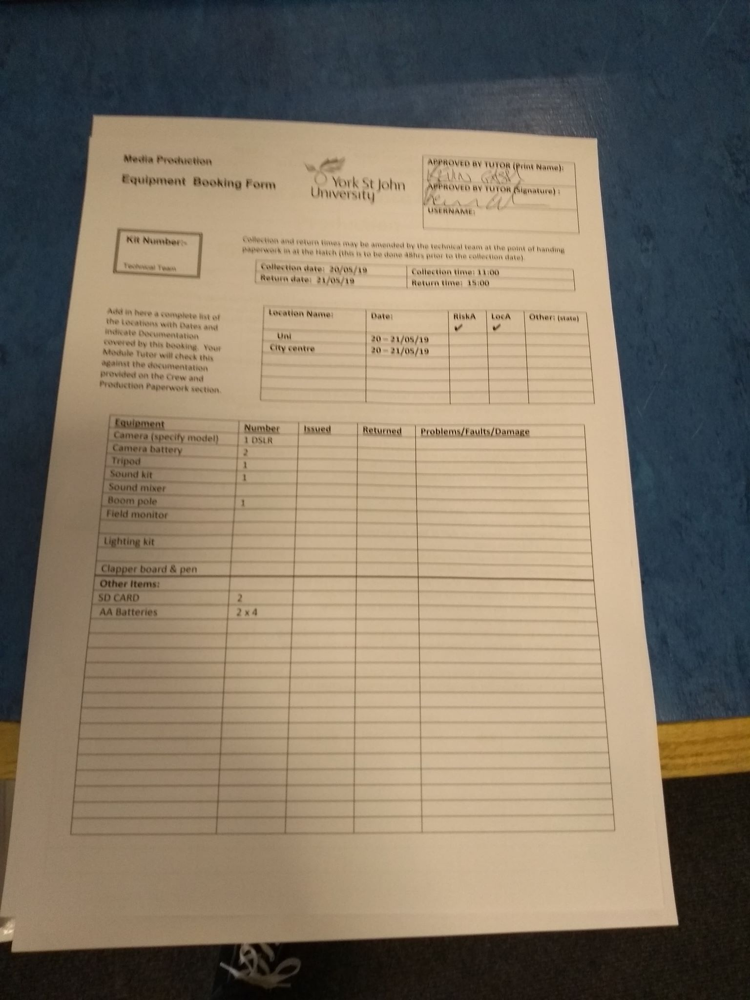 Media Production
Equipment Booking Form
York St John
University
APPROVED BY TUTOR (Print Name):
KEVIN
APPROVED BY TUTOR (Signature) :
USERNAME:
Kit Number:-
Technical Team
Collection and return times may be amended by the technical team at the point of handing
paperwork in at the Hatch (this is to be done 48hrs prior to the collection date).
Collection date: 20/05/19 Collection time: 11:00
Return date: 21/05/19 Return time: 15:00
Add in here a complete list of
the Locations with Dates and
indicate Documentation
covered by this booking. Your
Module Tutor will check this
against the documentation
provided on the Crew and
Production Paperwork section.
Location Name: Date: RiskA LocA Other: (state)
✔ ✔
Uni 20 – 21/05/19
City centre 20 – 21/05/19
Equipment Number Issued Returned Problems/Faults/Damage
Camera (specify model) 1 DSLR
Camera battery 2
Tripod 1
Sound kit 1
Sound mixer
Boom pole 1
Field monitor
Lighting kit
Clapper board & pen
Other Items:
SD CARD 2
AA Batteries 2 x 4